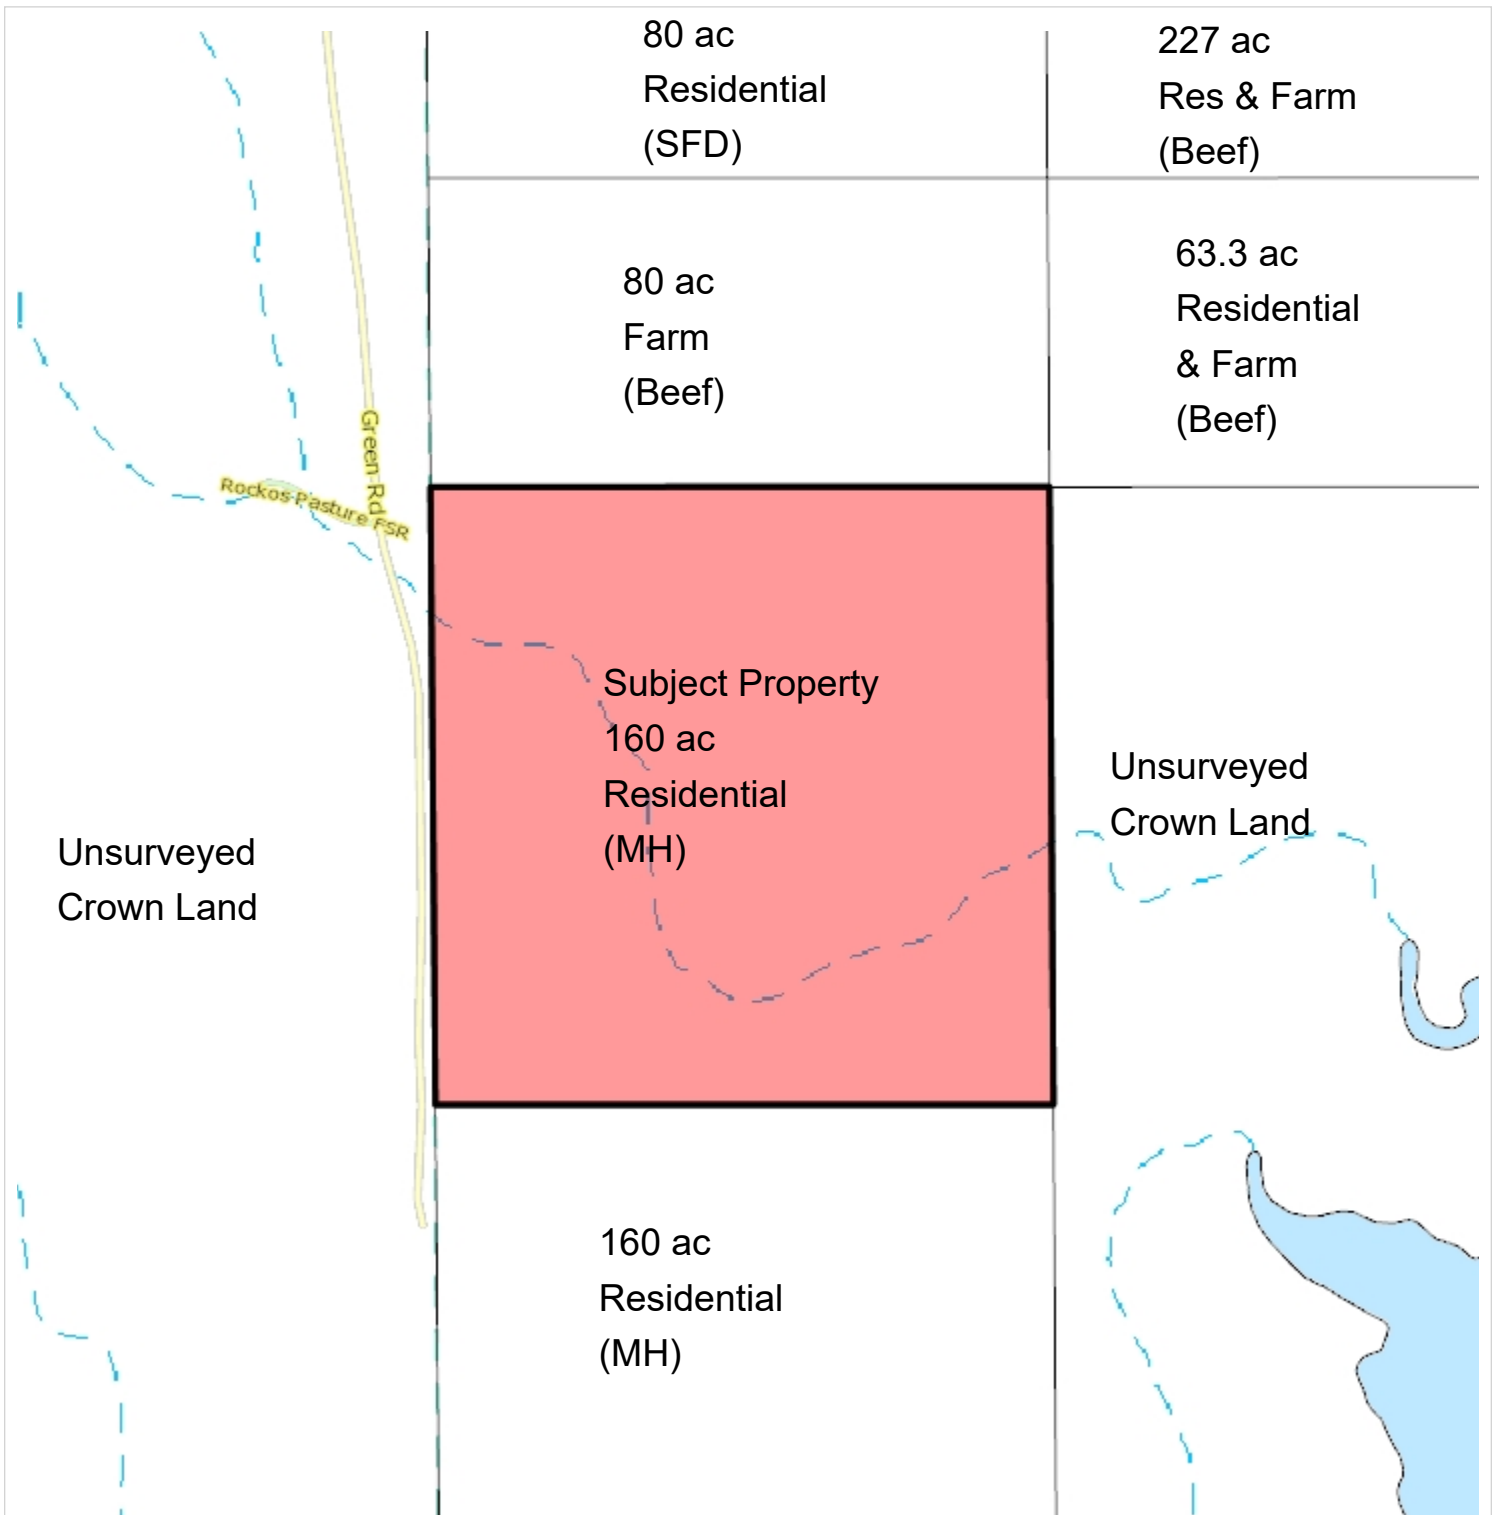 80 ac
Residential
(SFD)
227 ac
Res & Farm
(Beef)
80 ac
Farm
(Beef)
63.3 ac
Residential
& Farm
(Beef)
Green Rd
Rockos Pasture FSR
Subject Property
160 ac
Residential
(MH)
Unsurveyed
Crown Land
Unsurveyed
Crown Land
160 ac
Residential
(MH)